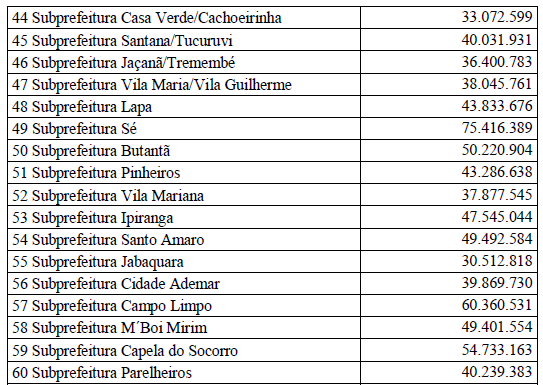 44 Subprefeitura Casa Verde/Cachoeirinha 33.072.599
45 Subprefeitura Santana/Tucuruvi 40.031.931
46 Subprefeitura Jaçanã/Tremembé 36.400.783
47 Subprefeitura Vila Maria/Vila Guilherme 38.045.761
48 Subprefeitura Lapa 43.833.676
49 Subprefeitura Sé 75.416.389
50 Subprefeitura Butantã 50.220.904
51 Subprefeitura Pinheiros 43.286.638
52 Subprefeitura Vila Mariana 37.877.545
53 Subprefeitura Ipiranga 47.545.044
54 Subprefeitura Santo Amaro 49.492.584
55 Subprefeitura Jabaquara 30.512.818
56 Subprefeitura Cidade Ademar 39.869.730
57 Subprefeitura Campo Limpo 60.360.531
58 Subprefeitura M´Boi Mirim 49.401.554
59 Subprefeitura Capela do Socorro 54.733.163
60 Subprefeitura Parelheiros 40.239.383